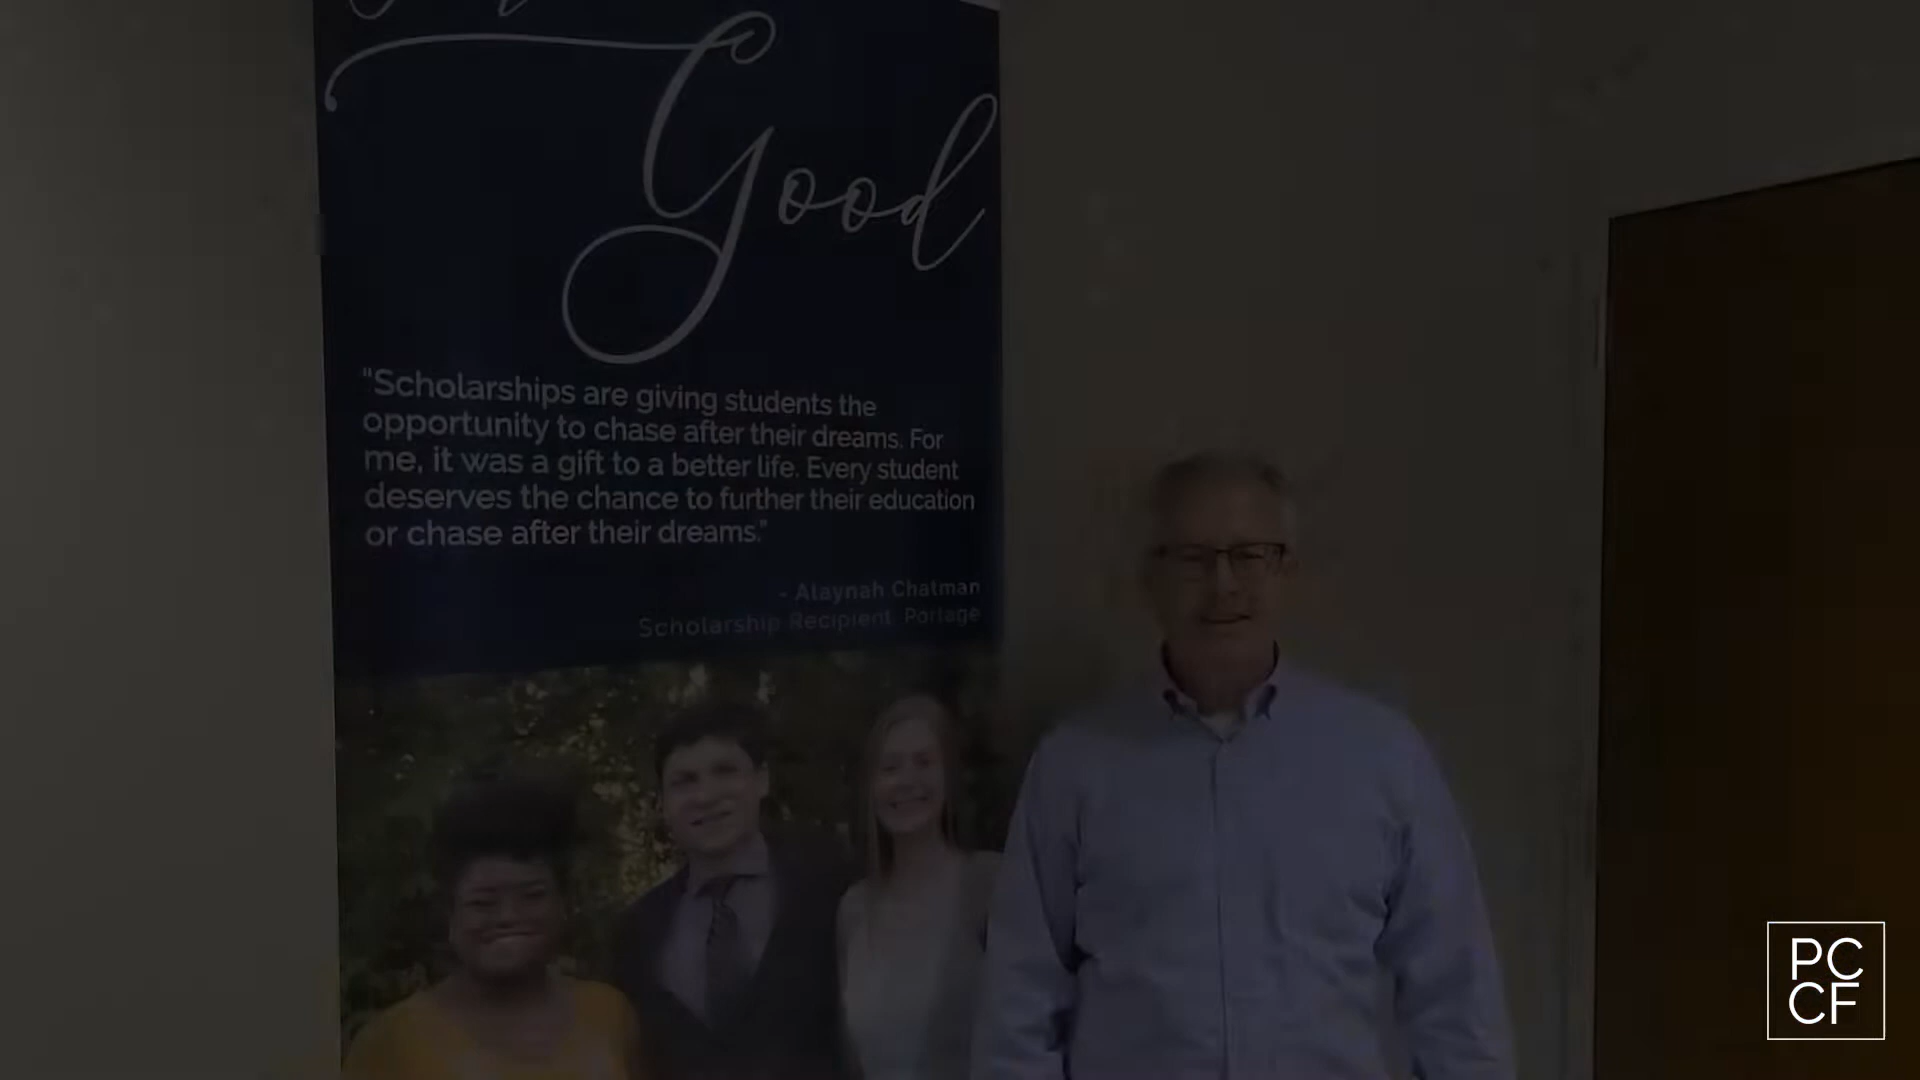 Good
"Scholarships are giving students the
opportunity to chase after their dreams. For
me, it was a gift to a better life. Every student
deserves the chance to further their education
or chase after their dreams."
- Alaynah Chatman
Scholarship Recipient, Portage
PC
CF